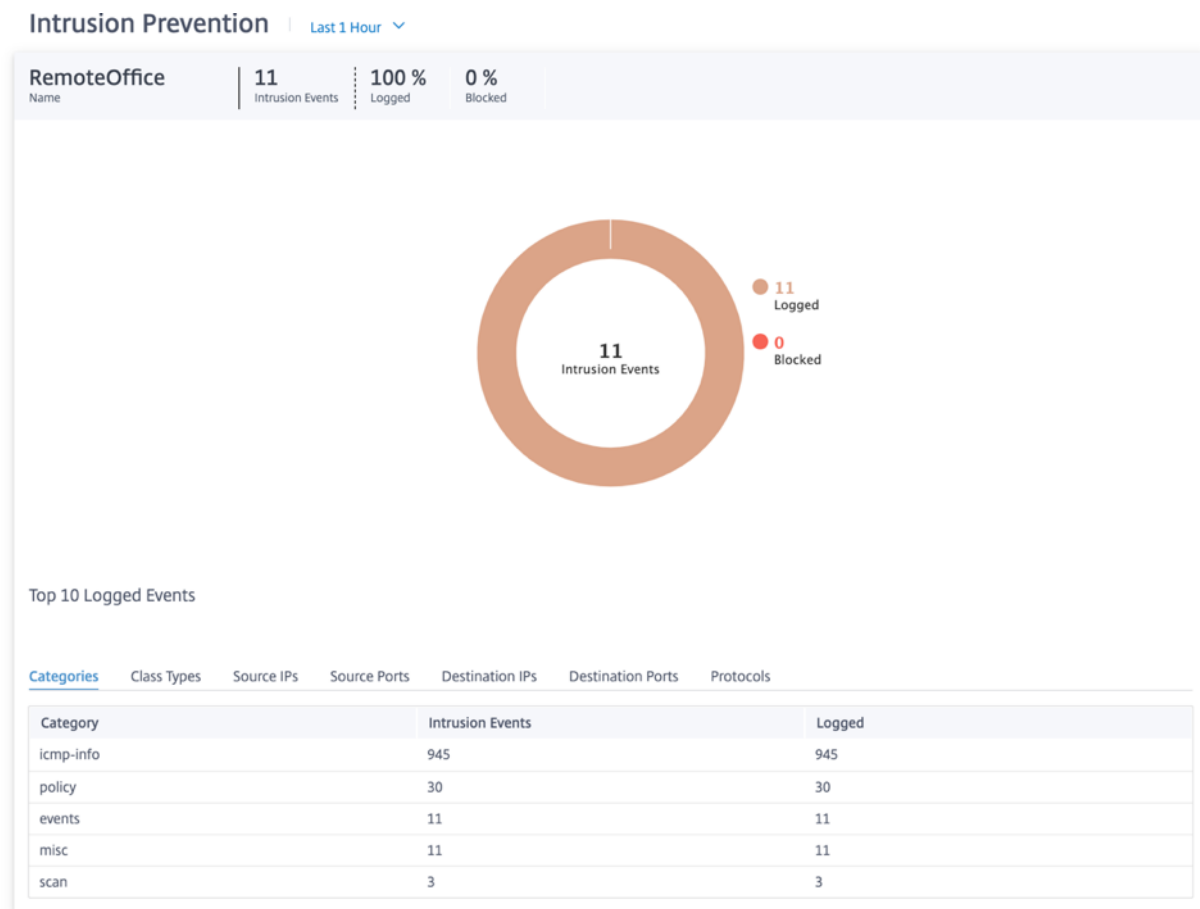 Intrusion Prevention Last 1 Hour
RemoteOffice 11 100 % 0 %
Name Intrusion Events Logged Blocked
11
Logged
0
Blocked
11
Intrusion Events
Top 10 Logged Events
Categories Class Types Source IPs Source Ports Destination IPs Destination Ports Protocols
Category Intrusion Events Logged
icmp-info 945 945
policy 30 30
events 11 11
misc 11 11
scan 3 3